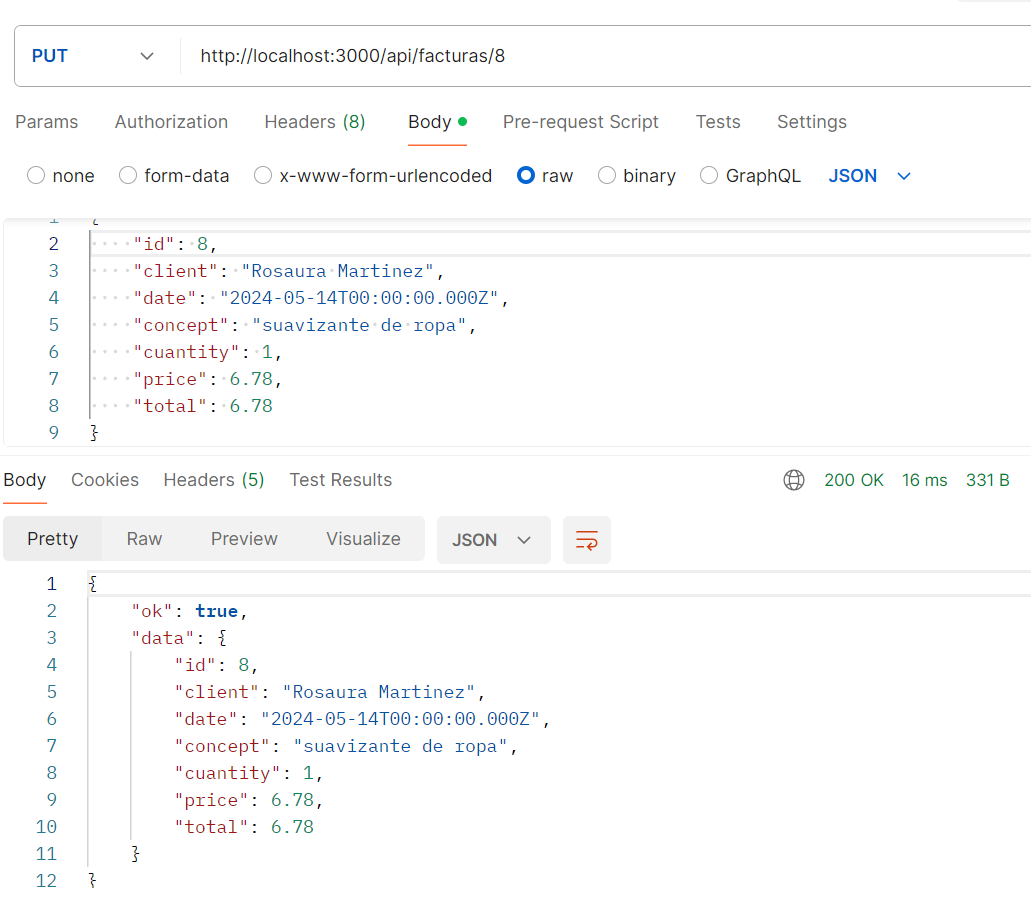 PUT http://localhost:3000/api/facturas/8
Params Authorization Headers (8) Body Pre-request Script Tests Settings
none form-data x-www-form-urlencoded raw binary GraphQL JSON
1 {
2 "id": 8,
3 "client": "Rosaura Martinez",
4 "date": "2024-05-14T00:00:00.000Z",
5 "concept": "suavizante de ropa",
6 "cuantity": 1,
7 "price": 6.78,
8 "total": 6.78
9 }
Body Cookies Headers (5) Test Results 200 OK 16 ms 331 B
Pretty Raw Preview Visualize JSON
1 {
2 "ok": true,
3 "data": {
4 "id": 8,
5 "client": "Rosaura Martinez",
6 "date": "2024-05-14T00:00:00.000Z",
7 "concept": "suavizante de ropa",
8 "cuantity": 1,
9 "price": 6.78,
10 "total": 6.78
11 }
12 }